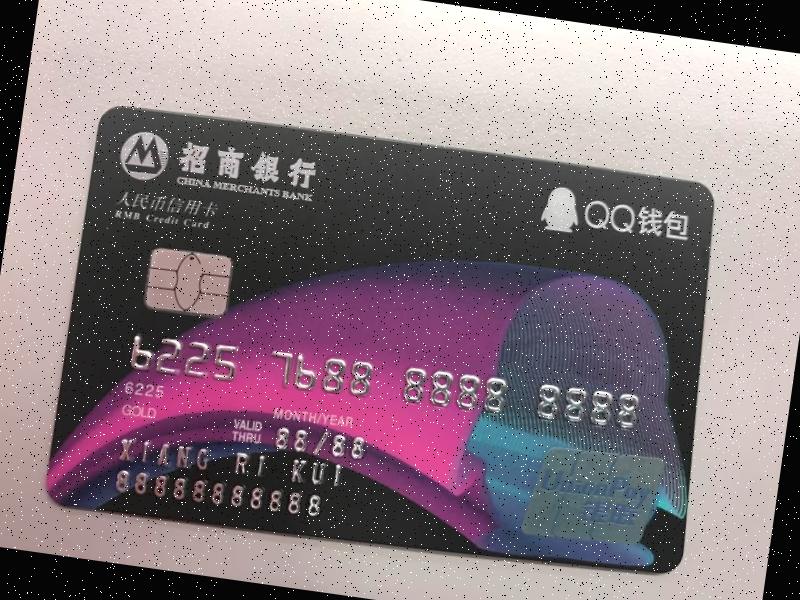 招商银行
CHINA MERCHANTS BANK
人民币信用卡
RMB Credit Card
QQ钱包
6225 7688 8888 8888
6225
GOLD
MONTH/YEAR
VALID THRU 88/88
XIANG RI KUI
88888888888
UnionPay
银联